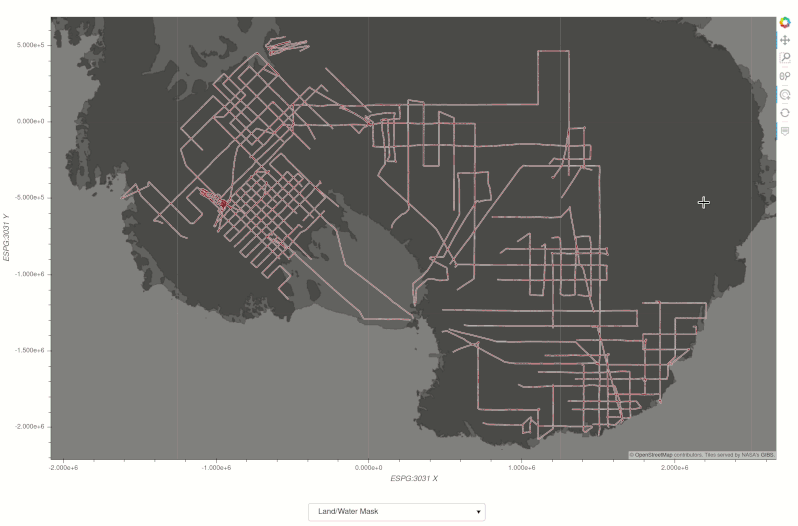 5.000e+5
0.000e+0
-5.000e+5
-1.000e+6
-1.500e+6
-2.000e+6
ESPG:3031 Y
© OpenStreetMap contributors, Tiles served by NASA's GIBS
-2.000e+6 -1.000e+6 0.000e+0 1.000e+6 2.000e+6
ESPG:3031 X
Land/Water Mask